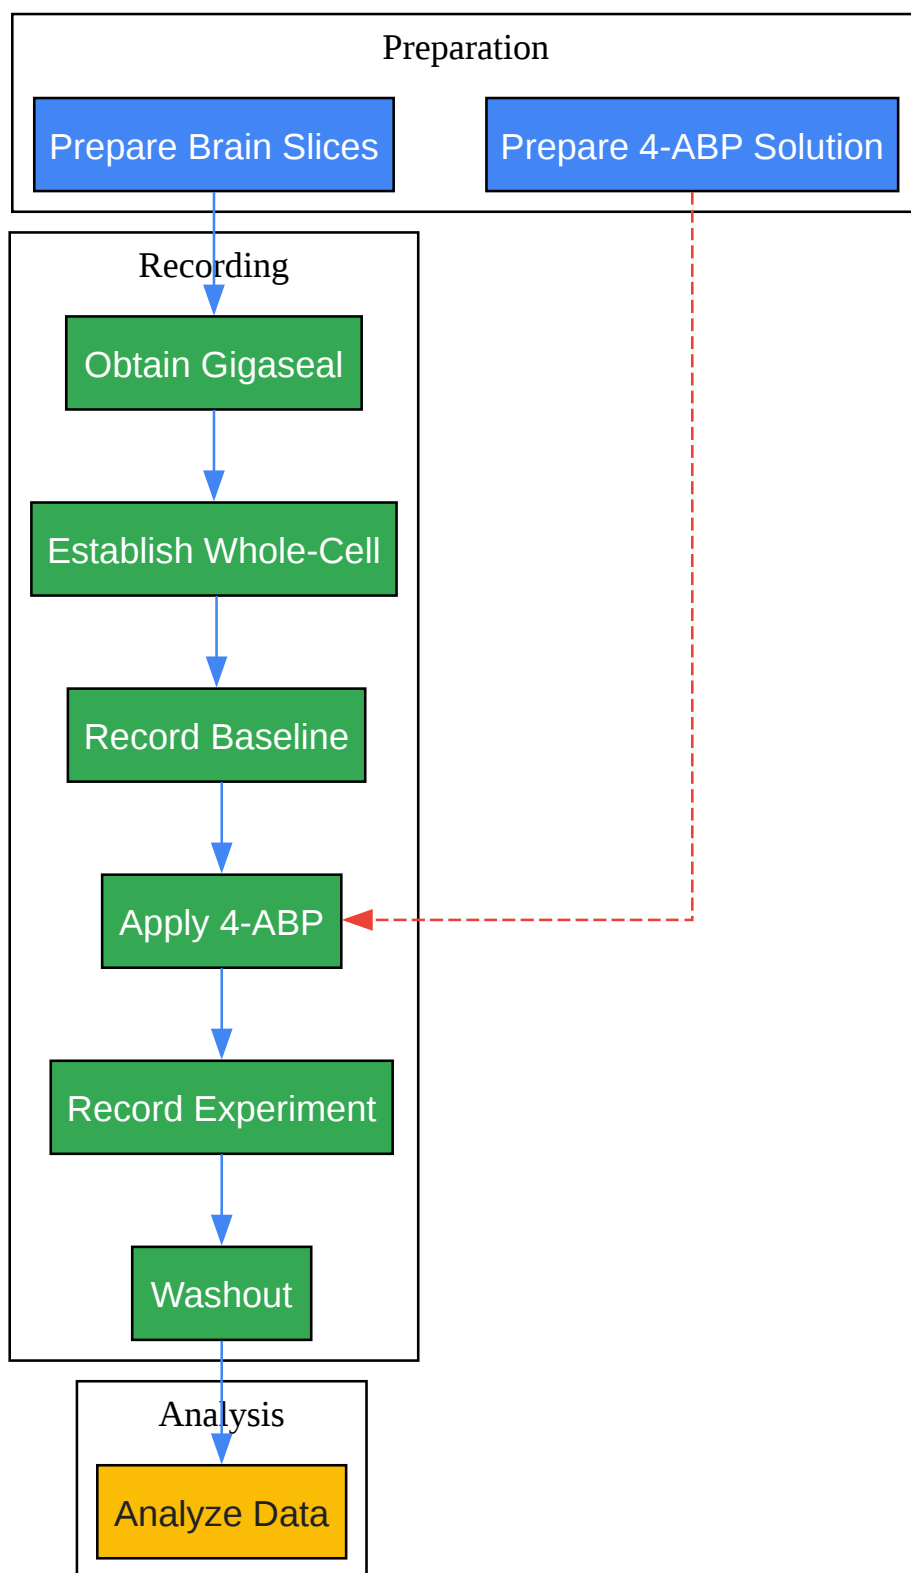 Preparation
Prepare Brain Slices
Prepare 4-ABP Solution
Recording
Obtain Gigaseal
Establish Whole-Cell
Record Baseline
Apply 4-ABP
Record Experiment
Washout
Analysis
Analyze Data